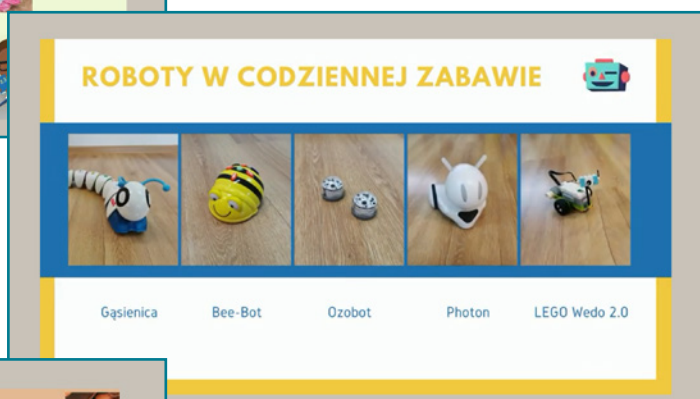 ROBOTY W CODZIENNEJ ZABAWIE
Gąsienica Bee-Bot Ozobot Photon LEGO Wedo 2.0